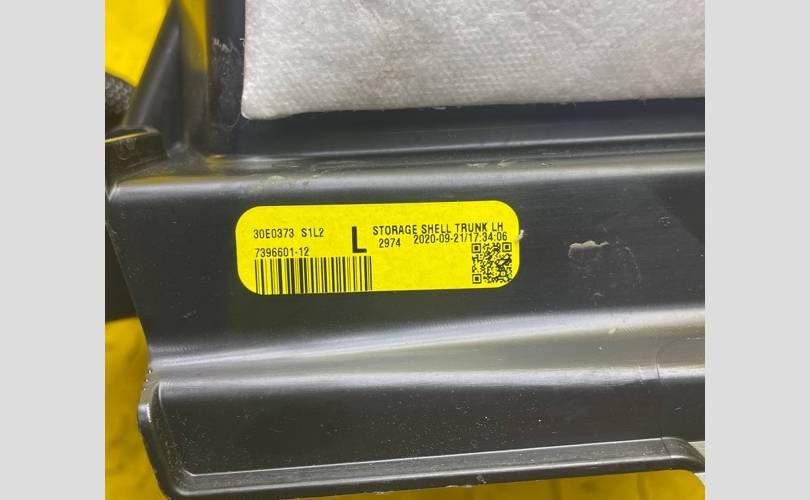 30E0373 S1L2
7396601-12
L
STORAGE SHELL TRUNK LH
2974 2020-09-21/17:34:06